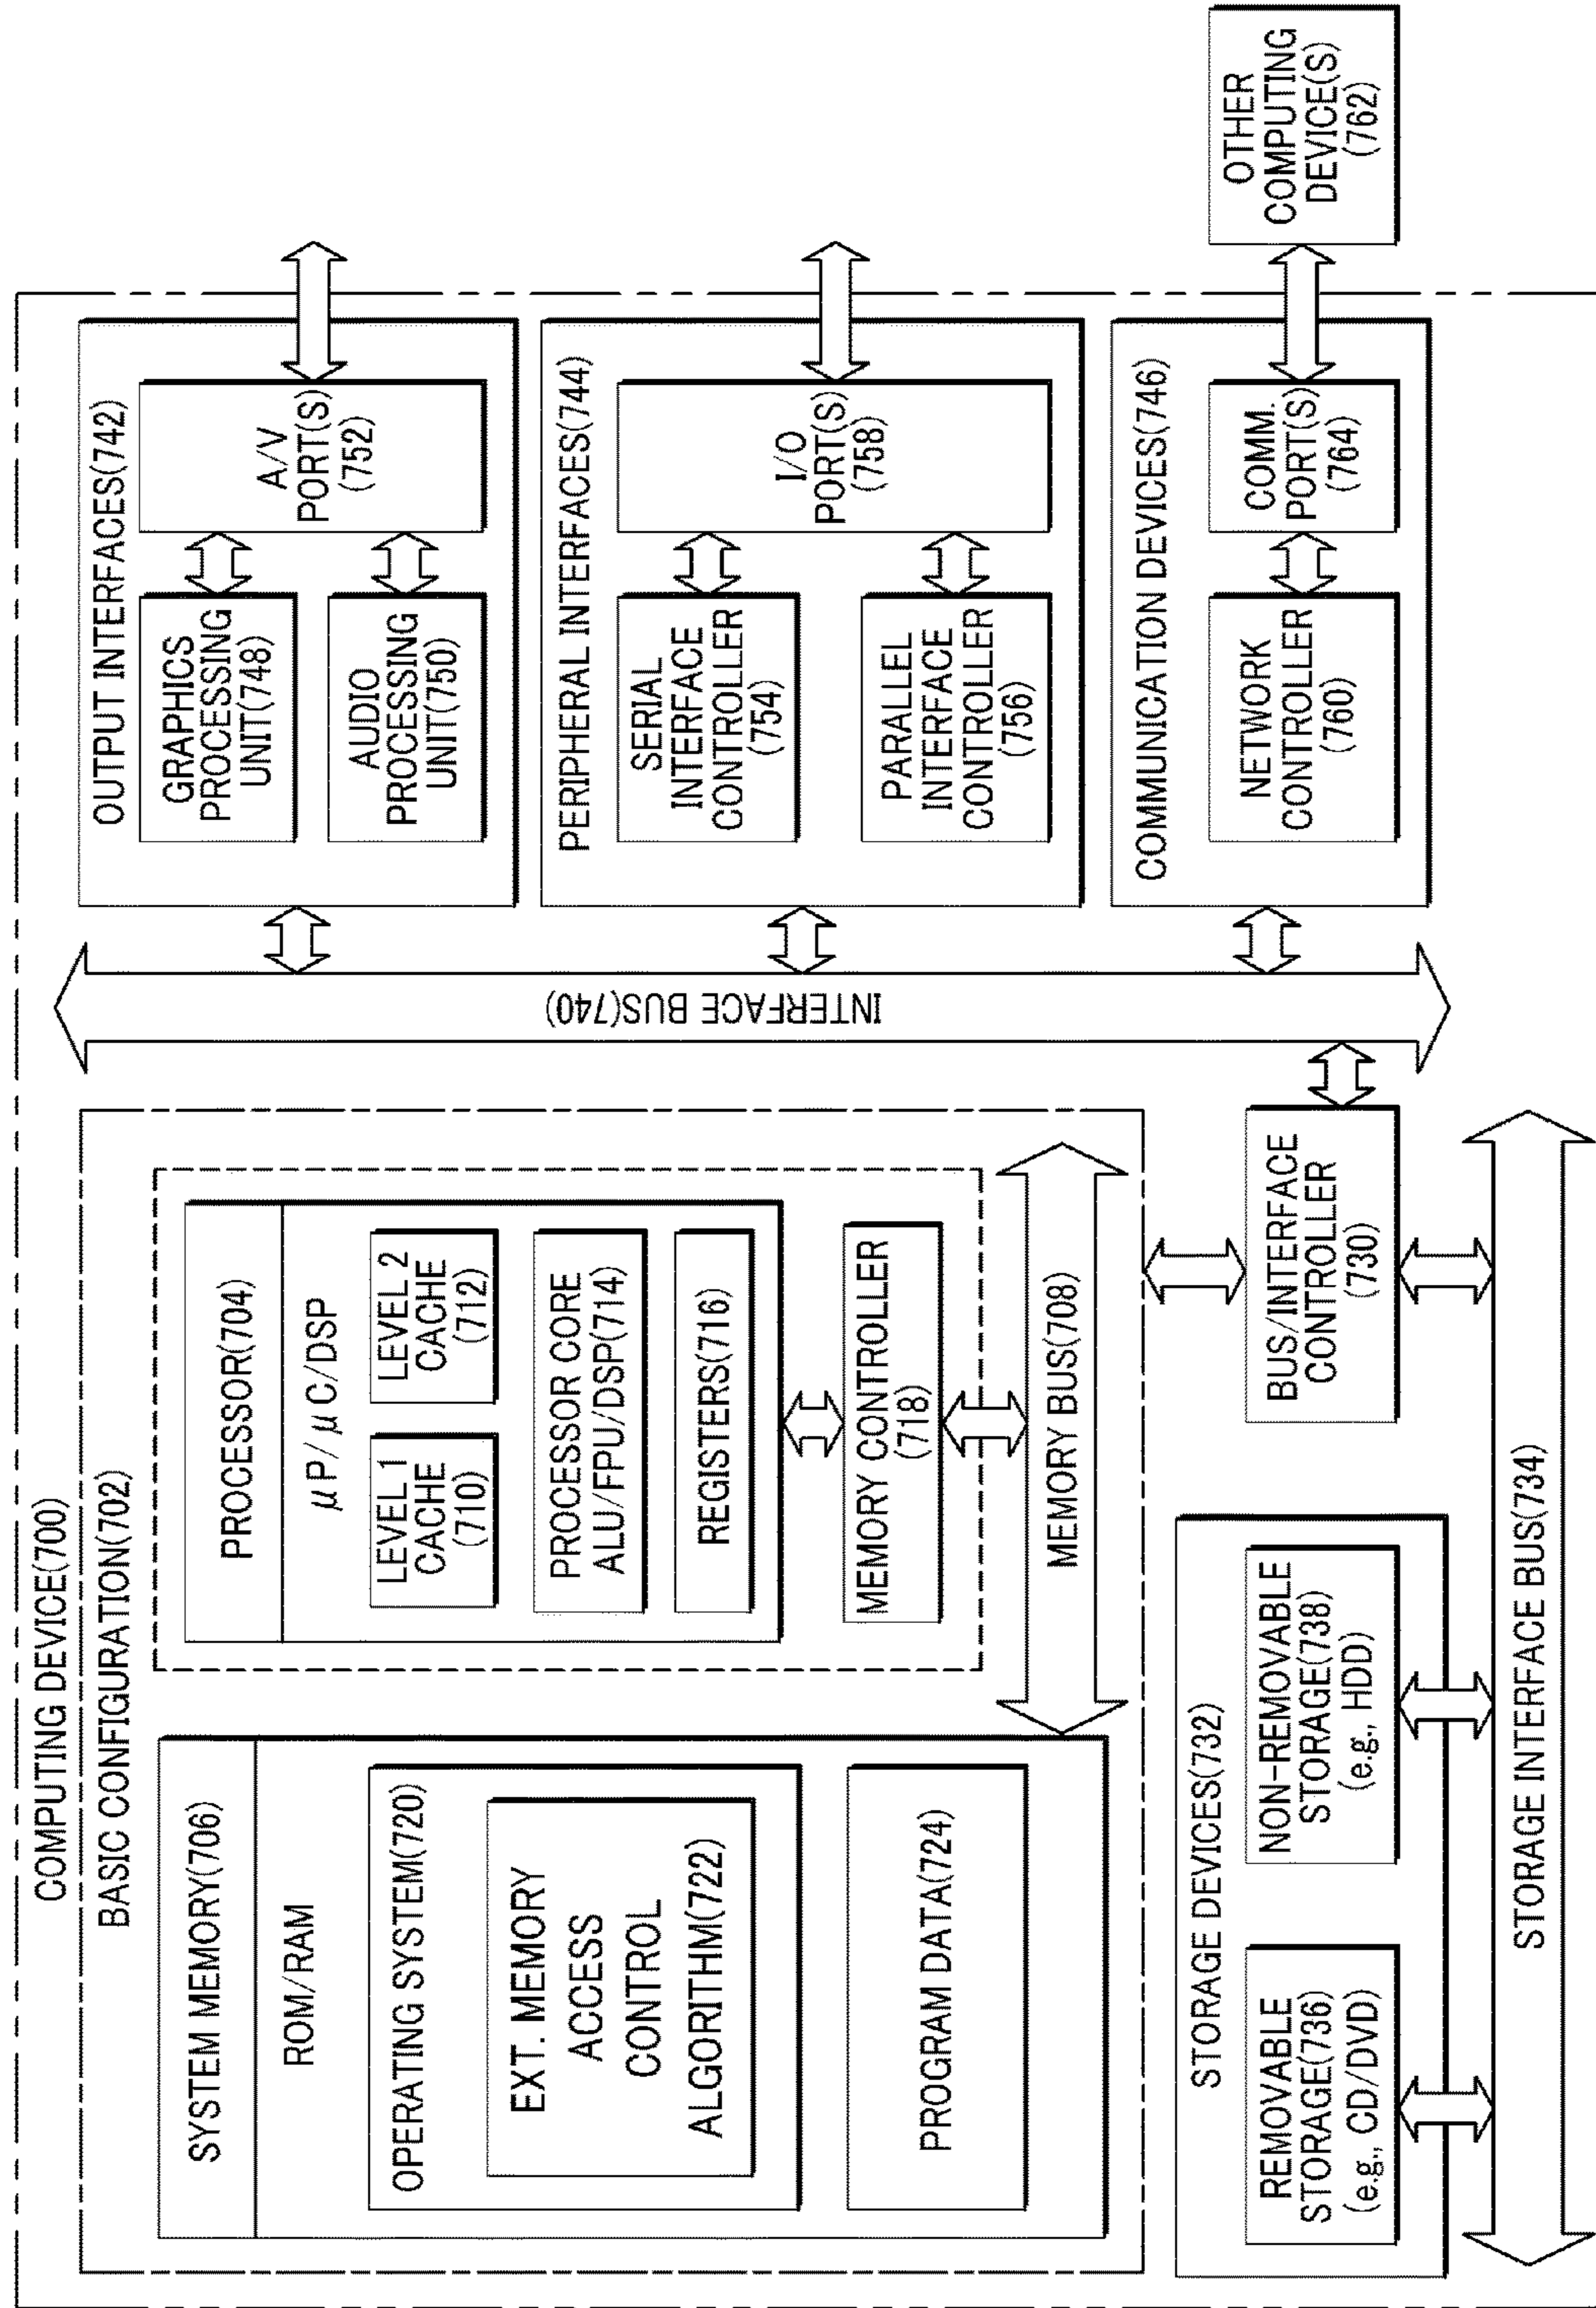 COMPUTING DEVICE(700)
BASIC CONFIGURATION(702)
SYSTEM MEMORY(706)
ROM/RAM
OPERATING SYSTEM(720)
EXT. MEMORY
ACCESS
CONTROL
ALGORITHM(722)
PROGRAM DATA(724)
PROCESSOR(704)
μP/μC/DSP
LEVEL 1
CACHE
(710)
LEVEL 2
CACHE
(712)
PROCESSOR CORE
ALU/FPU/DSP(714)
REGISTERS(716)
MEMORY CONTROLLER
(718)
MEMORY BUS(708)
BUS/INTERFACE
CONTROLLER
(730)
STORAGE DEVICES(732)
REMOVABLE
STORAGE(736)
(e.g., CD/DVD)
NON-REMOVABLE
STORAGE(738)
(e.g., HDD)
STORAGE INTERFACE BUS(734)
INTERFACE BUS(740)
OUTPUT INTERFACES(742)
GRAPHICS
PROCESSING
UNIT(748)
AUDIO
PROCESSING
UNIT(750)
A/V
PORT(S)
(752)
PERIPHERAL INTERFACES(744)
SERIAL
INTERFACE
CONTROLLER
(754)
PARALLEL
INTERFACE
CONTROLLER
(756)
I/O
PORT(S)
(758)
COMMUNICATION DEVICES(746)
NETWORK
CONTROLLER
(760)
COMM.
PORT(S)
(764)
OTHER
COMPUTING
DEVICE(S)
(762)